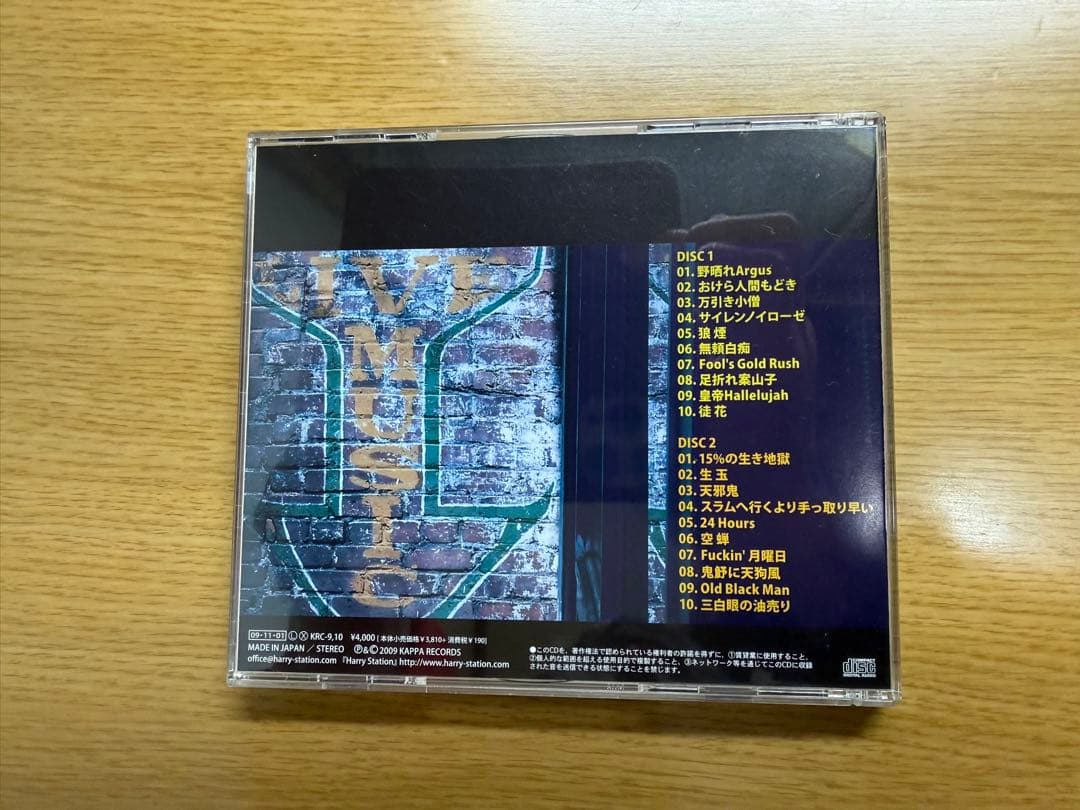 LIVE
MUSIC
DISC 1
01. 野晒れArgus
02. おけら人間もどき
03. 万引き小僧
04. サイレンノイローゼ
05. 狼 煙
06. 無頼白痴
07. Fool's Gold Rush
08. 足折れ案山子
09. 皇帝Hallelujah
10. 徒 花
DISC 2
01. 15%の生き地獄
02. 生 玉
03. 天邪鬼
04. スラムへ行くより手っ取り早い
05. 24 Hours
06. 空 蝉
07. Fuckin' 月曜日
08. 鬼魣に天狗風
09. Old Black Man
10. 三白眼の油売り
09・11・01 Ⓛ Ⓧ KRC-9,10 ¥4,000 [ 本体小売価格¥3,810+ 消費税¥190]
MADE IN JAPAN / STEREO Ⓟ&© 2009 KAPPA RECORDS
office@harry-station.com 『Harry Station』 http://www.harry-station.com
●このCDを、著作権法で認められている権利者の許諾を得ずに、①賃貸業に使用すること、
②個人的な範囲を超える使用目的で複製すること、③ネットワーク等を通じてこのCDに収録
された音を送信できる状態にすることを禁じます。
COMPACT
disc
DIGITAL AUDIO